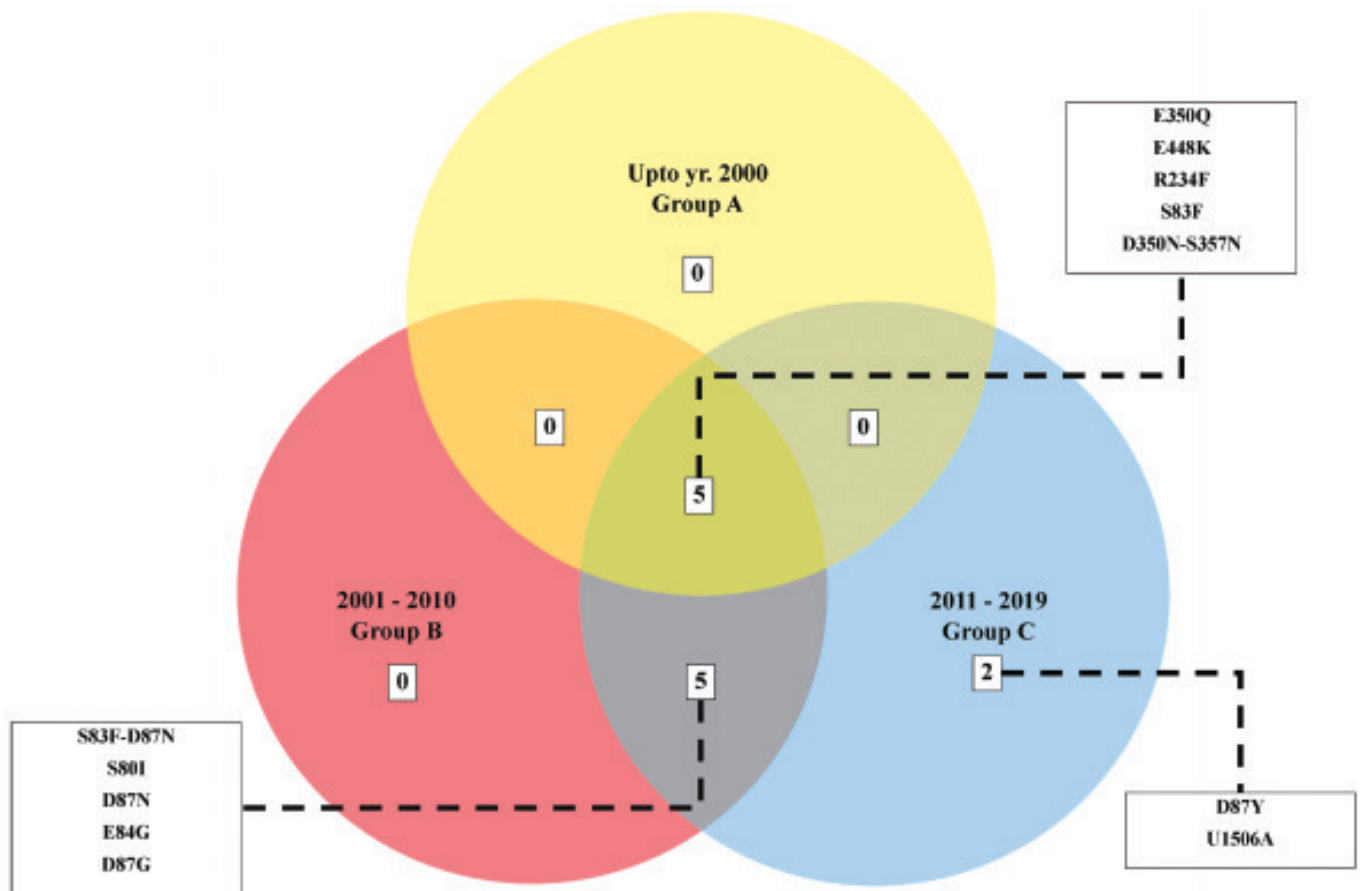 Upto yr. 2000
Group A
0
E350Q
E448K
R234F
S83F
D350N-S357N
0
0
5
2001 - 2010
Group B
0
5
2011 - 2019
Group C
2
S83F-D87N
S80I
D87N
E84G
D87G
D87Y
U1506A